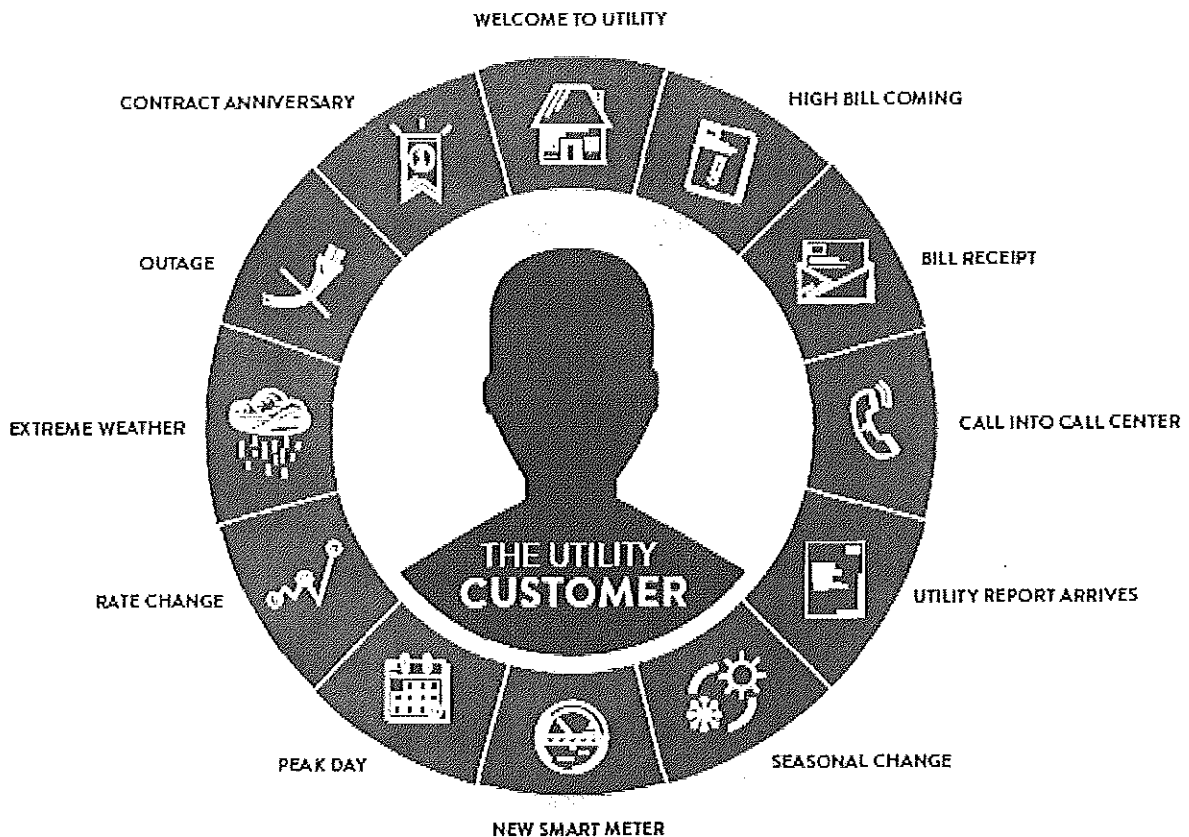 WELCOME TO UTILITY
HIGH BILL COMING
BILL RECEIPT
CALL INTO CALL CENTER
UTILITY REPORT ARRIVES
SEASONAL CHANGE
NEW SMART METER
PEAK DAY
RATE CHANGE
EXTREME WEATHER
OUTAGE
CONTRACT ANNIVERSARY
THE UTILITY
CUSTOMER